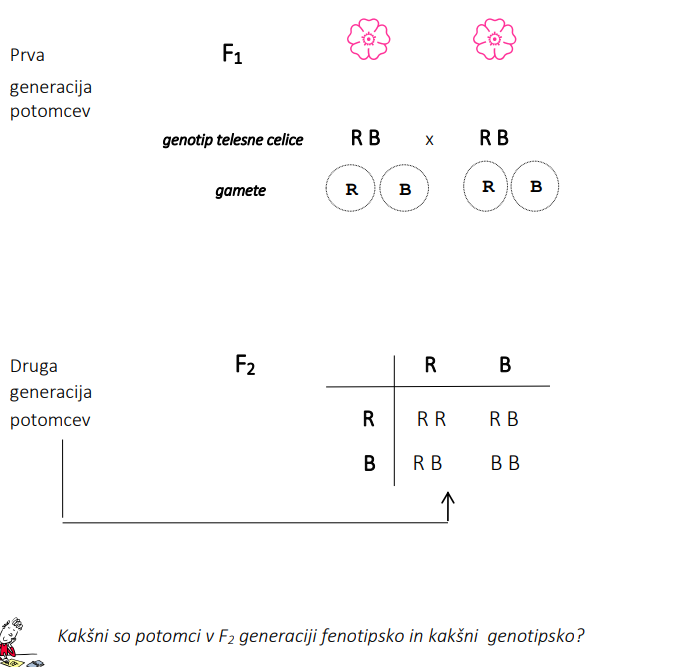 Prva F₁
generacija
potomcev
genotip telesne celice R B x R B
gamete R B R B
Druga F₂ R B
generacija
potomcev R R R R B
B R B B B
Kakšni so potomci v F₂ generaciji fenotipsko in kakšni genotipsko?